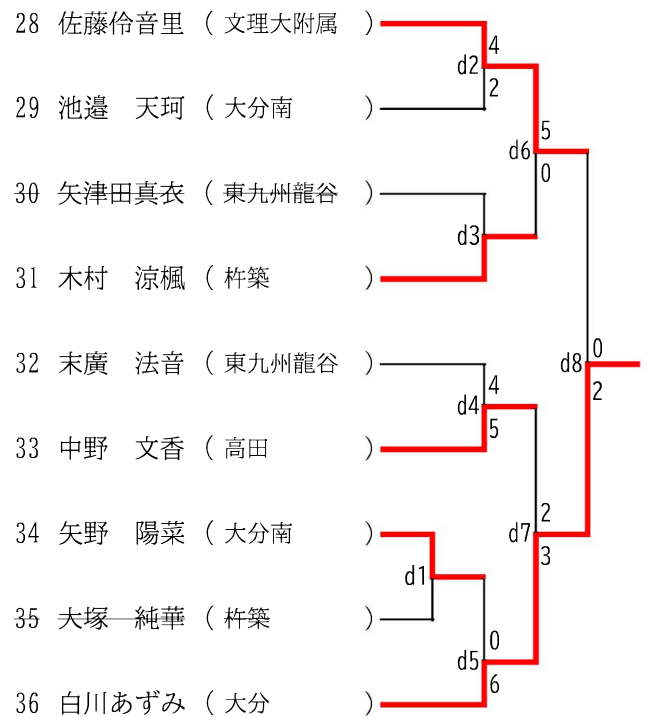 28 佐藤伶音里 ( 文理大附属 )
4
d2
2
29 池邉 天珂 ( 大分南 )
5
d6
0
30 矢津田真衣 ( 東九州龍谷 )
d3
31 木村 涼楓 ( 杵築 )
0
d8
2
32 末廣 法音 ( 東九州龍谷 )
4
d4
5
33 中野 文香 ( 高田 )
2
d7
3
34 矢野 陽菜 ( 大分南 )
d1
35 大塚 純華 ( 杵築 )
0
d5
6
36 白川あずみ ( 大分 )